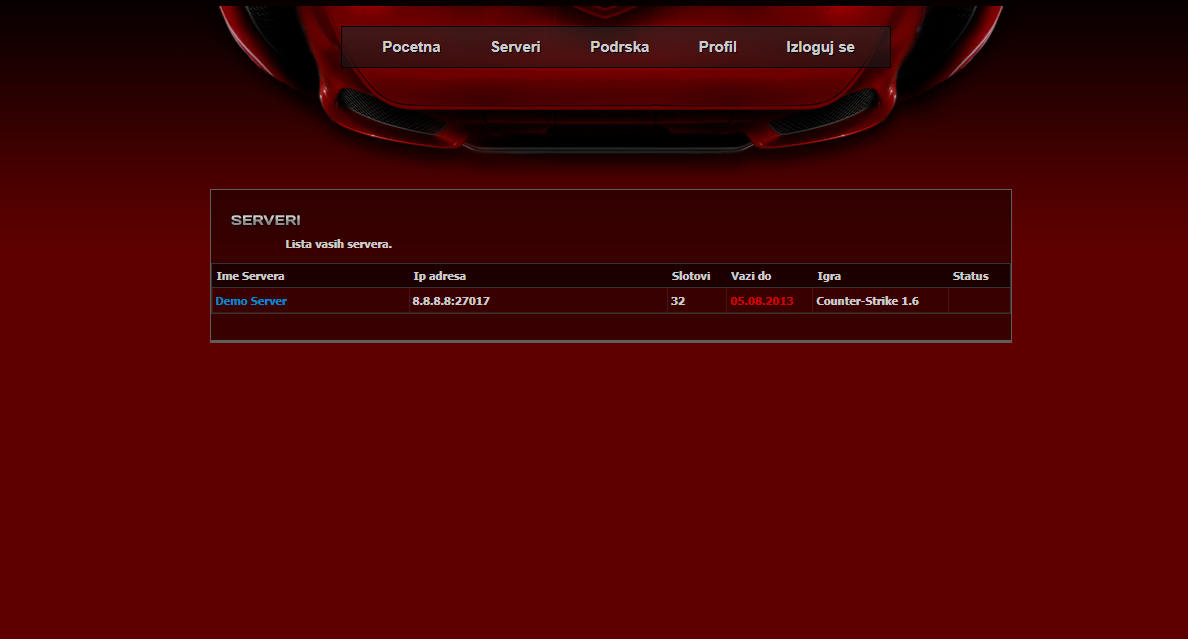 Pocetna Serveri Podrska Profil Izloguj se
SERVERI
Lista vasih servera.
Ime Servera Ip adresa Slotovi Vazi do Igra Status
Demo Server 8.8.8.8:27017 32 05.08.2013 Counter-Strike 1.6